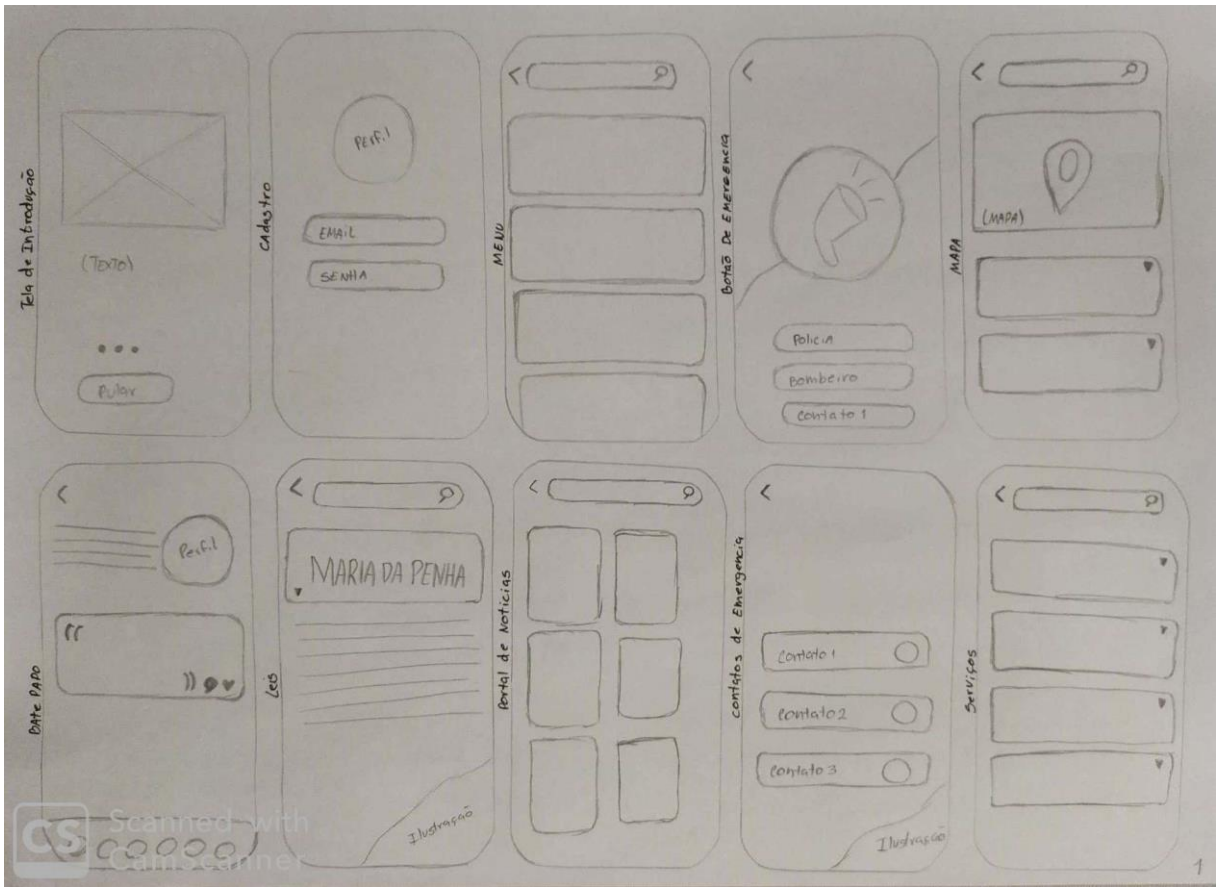 Tela de Introdução
(TEXTO)
Pular
Cadastro
Perfil
EMAIL
SENHA
MENU
Botaõ De Emergencia
Policia
Bombeiro
Contato 1
MAPA
(MAPA)
BAte PAPO
Perfil
Leis
MARIA DA PENHA
Ilustração
Portal de Noticias
contatos de Emergencia
Contato 1
Contato 2
Contato 3
Ilustração
Serviços
CS Scanned with
CamScanner
1